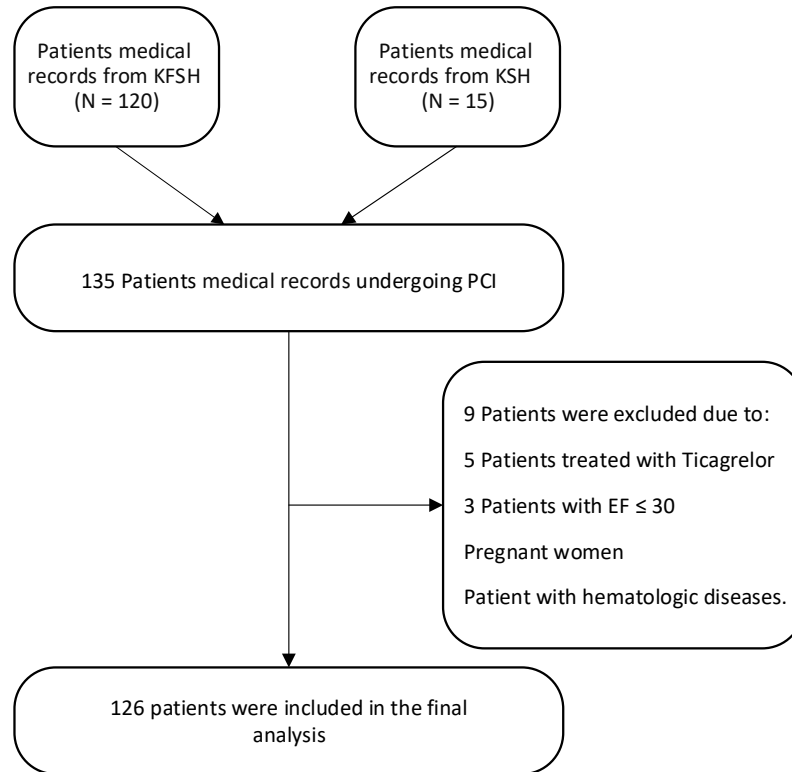 Patients medical
records from KFSH
(N = 120)
Patients medical
records from KSH
(N = 15)
135 Patients medical records undergoing PCI
9 Patients were excluded due to:
5 Patients treated with Ticagrelor
3 Patients with EF ≤ 30
Pregnant women
Patient with hematologic diseases.
126 patients were included in the final
analysis